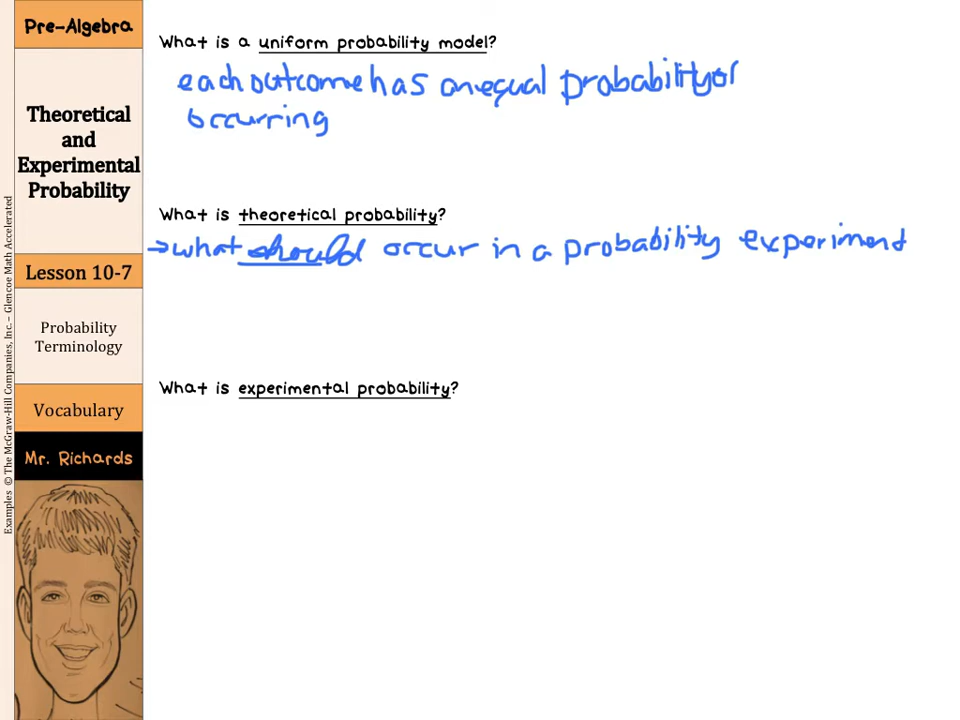 Pre-Algebra
Theoretical
and
Experimental
Probability
Lesson 10-7
Probability
Terminology
Vocabulary
Mr. Richards
Examples © The McGraw-Hill Companies, Inc. – Glencoe Math Accelerated
What is a uniform probability model?
each outcome has an equal probability of
occurring
What is theoretical probability?
→what should occur in a probability experiment
What is experimental probability?